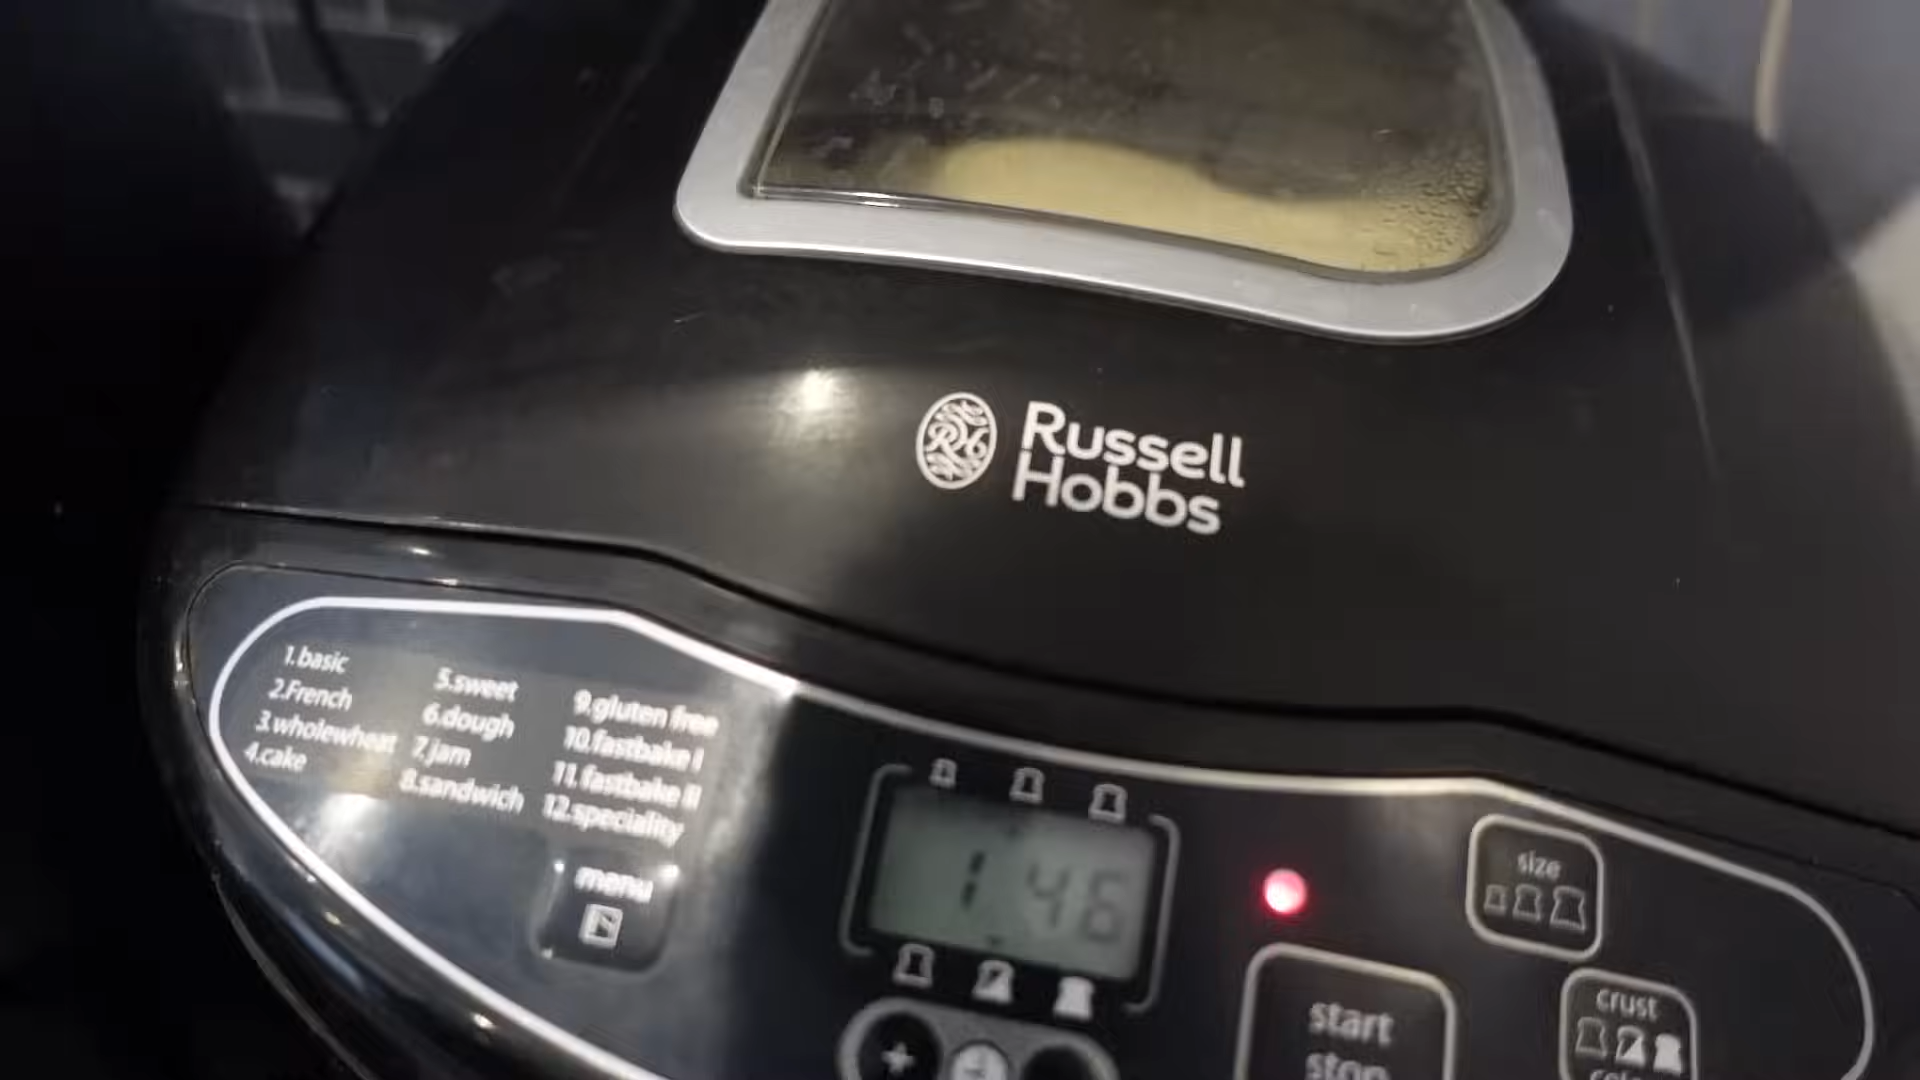 Russell
Hobbs
1.basic
2.French
3.wholewheat
4.cake
5.sweet
6.dough
7.jam
8.sandwich
9.gluten free
10.fastbake I
11.fastbake II
12.speciality
menu
1 46
size
start
stop
crust